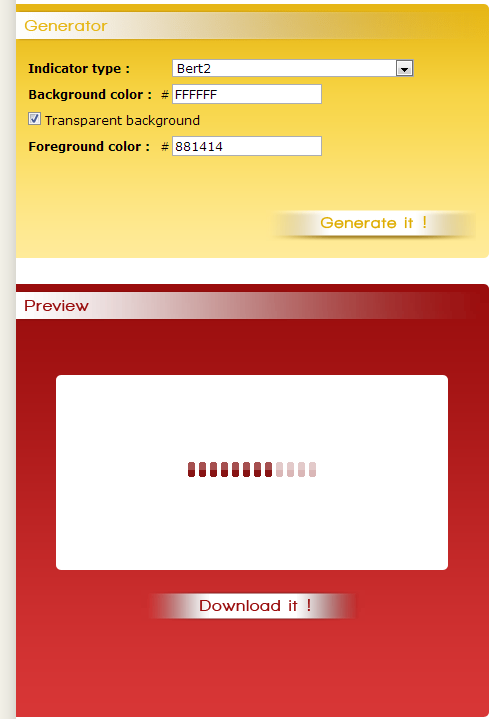 Generator
Indicator type : Bert2
Background color : # FFFFFF
Transparent background
Foreground color : # 881414
Generate it !
Preview
Download it !